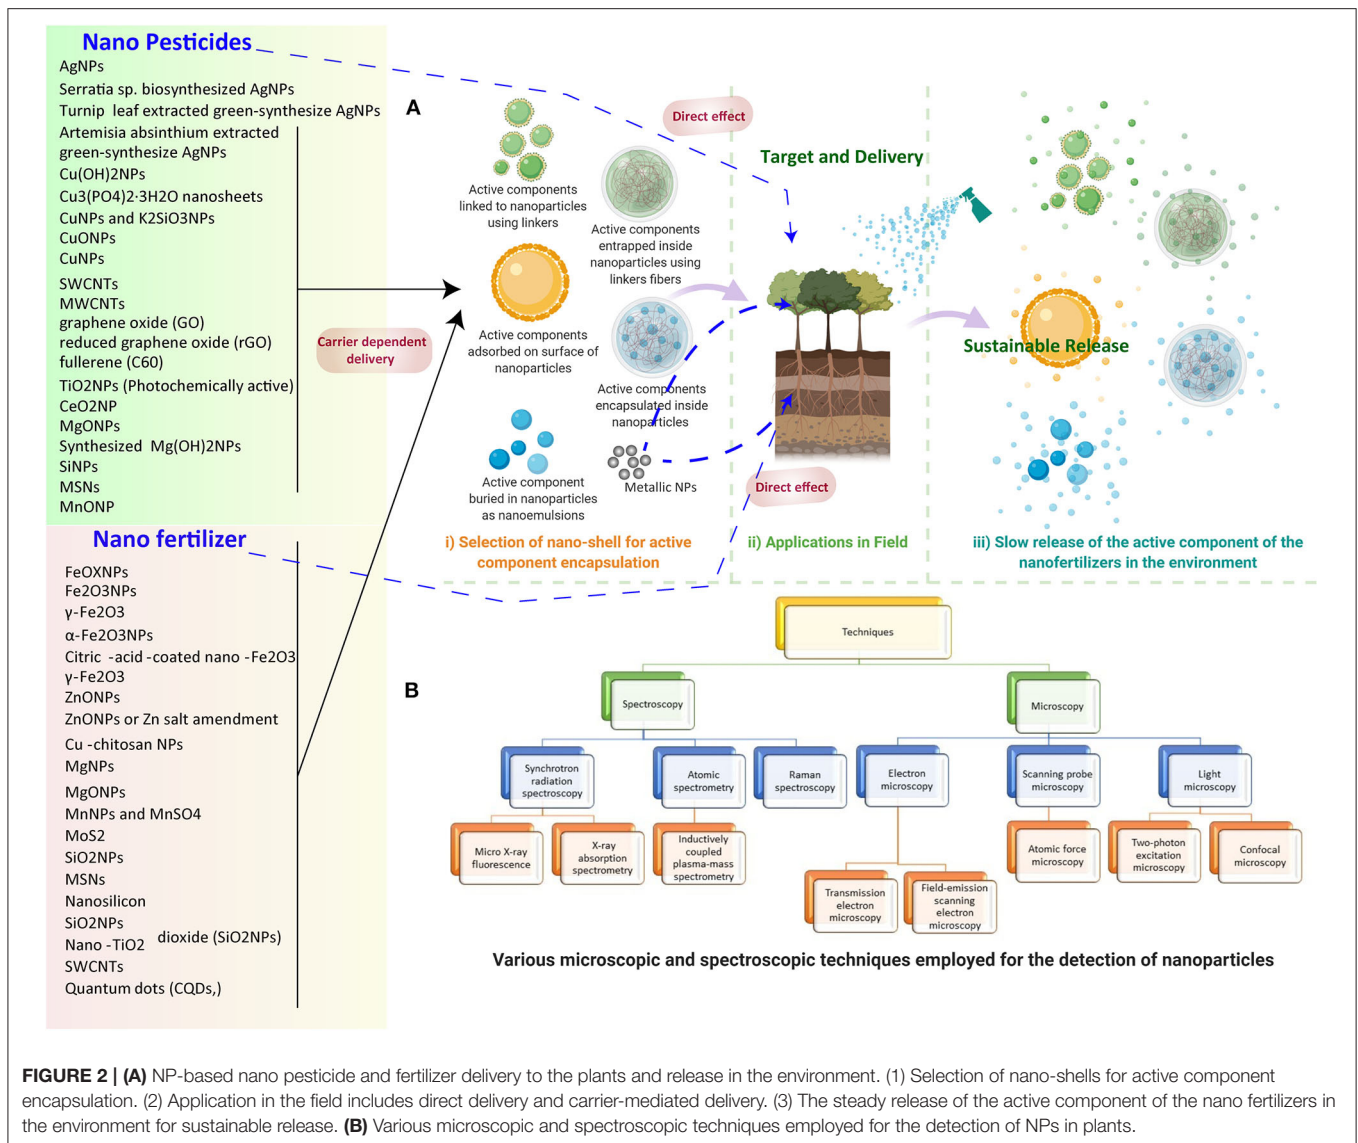 Nano Pesticides
AgNPs
Serratia sp. biosynthesized AgNPs
Turnip leaf extracted green-synthesize AgNPs
Artemisia absinthium extracted
green-synthesize AgNPs
Cu(OH)2NPs
Cu3(PO4)2·3H2O nanosheets
CuNPs and K2SiO3NPs
CuONPs
CuNPs
SWCNTs
MWCNTs
graphene oxide (GO)
reduced graphene oxide (rGO)
fullerene (C60)
TiO2NPs (Photochemically active)
CeO2NP
MgONPs
Synthesized Mg(OH)2NPs
SiNPs
MSNs
MnONP
Nano fertilizer
FeOXNPs
Fe2O3NPs
γ-Fe2O3
α-Fe2O3NPs
Citric -acid -coated nano -Fe2O3
γ-Fe2O3
ZnONPs
ZnONPs or Zn salt amendment
Cu -chitosan NPs
MgNPs
MgONPs
MnNPs and MnSO4
MoS2
SiO2NPs
MSNs
Nanosilicon
SiO2NPs
dioxide (SiO2NPs)
Nano -TiO2
SWCNTs
Quantum dots (CQDs,)
Carrier dependent
delivery
A
Active components
linked to nanoparticles
using linkers
Active components
entrapped inside
nanoparticles using
linkers fibers
Active components
adsorbed on surface of
nanoparticles
Active components
encapsulated inside
nanoparticles
Active component
buried in nanoparticles
as nanoemulsions
Metallic NPs
i) Selection of nano-shell for active
component encapsulation
Direct effect
Target and Delivery
Direct effect
ii) Applications in Field
Sustainable Release
iii) Slow release of the active component of the
nanofertilizers in the environment
B
Techniques
Spectroscopy
Microscopy
Synchrotron
radiation
spectroscopy
Atomic
spectrometry
Raman
spectroscopy
Electron
microscopy
Scanning probe
microscopy
Light
microscopy
Micro X-ray
fluorescence
X-ray
absorption
spectrometry
Inductively
coupled
plasma-mass
spectrometry
Transmission
electron
microscopy
Field-emission
scanning
electron
microscopy
Atomic force
microscopy
Two-photon
excitation
microscopy
Confocal
microscopy
Various microscopic and spectroscopic techniques employed for the detection of nanoparticles
FIGURE 2 | (A) NP-based nano pesticide and fertilizer delivery to the plants and release in the environment. (1) Selection of nano-shells for active component
encapsulation. (2) Application in the field includes direct delivery and carrier-mediated delivery. (3) The steady release of the active component of the nano fertilizers in
the environment for sustainable release. (B) Various microscopic and spectroscopic techniques employed for the detection of NPs in plants.